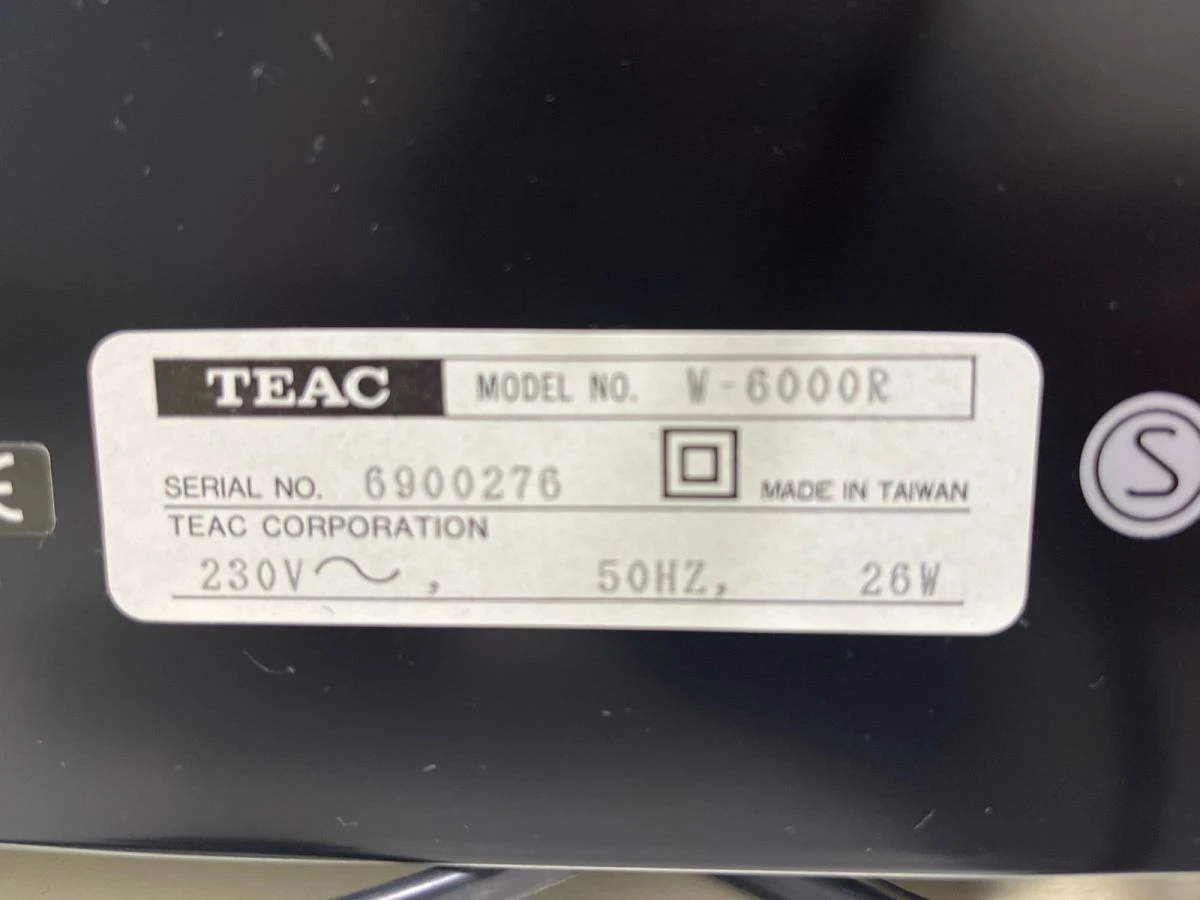 TEAC MODEL NO. W-6000R
SERIAL NO. 6900276 MADE IN TAIWAN
TEAC CORPORATION
230V～, 50HZ, 26W
S